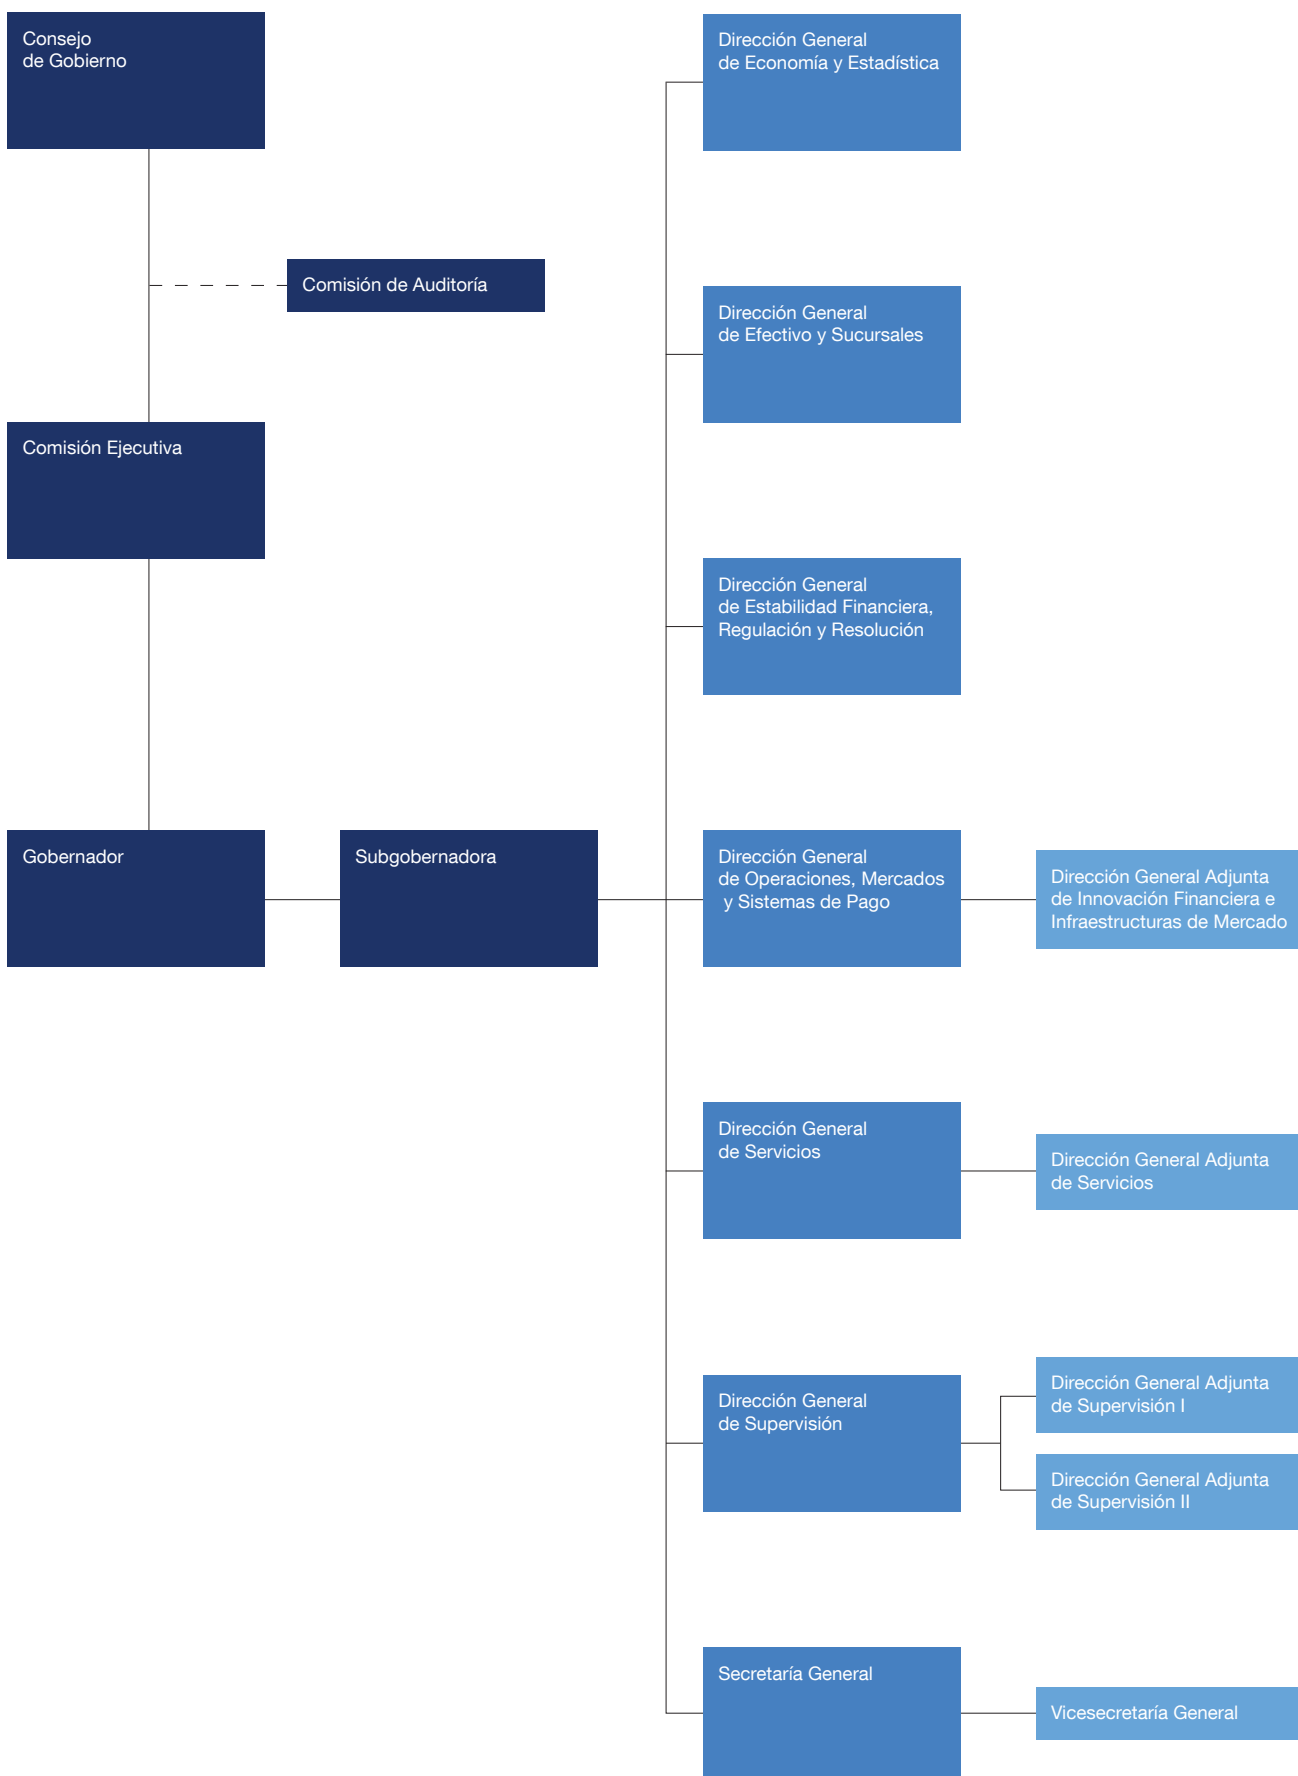 Consejo
de Gobierno
Comisión de Auditoría
Comisión Ejecutiva
Gobernador
Subgobernadora
Dirección General
de Economía y Estadística
Dirección General
de Efectivo y Sucursales
Dirección General
de Estabilidad Financiera,
Regulación y Resolución
Dirección General
de Operaciones, Mercados
y Sistemas de Pago
Dirección General Adjunta
de Innovación Financiera e
Infraestructuras de Mercado
Dirección General
de Servicios
Dirección General Adjunta
de Servicios
Dirección General
de Supervisión
Dirección General Adjunta
de Supervisión I
Dirección General Adjunta
de Supervisión II
Secretaría General
Vicesecretaría General